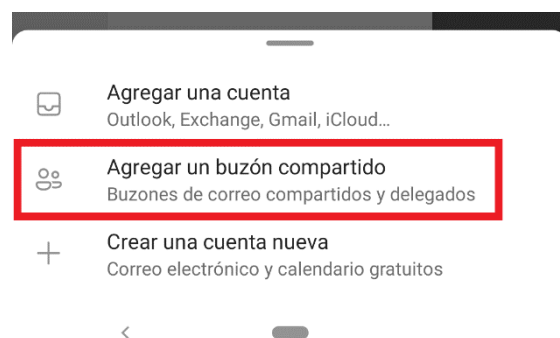 Agregar una cuenta
Outlook, Exchange, Gmail, iCloud...
Agregar un buzón compartido
Buzones de correo compartidos y delegados
Crear una cuenta nueva
Correo electrónico y calendario gratuitos